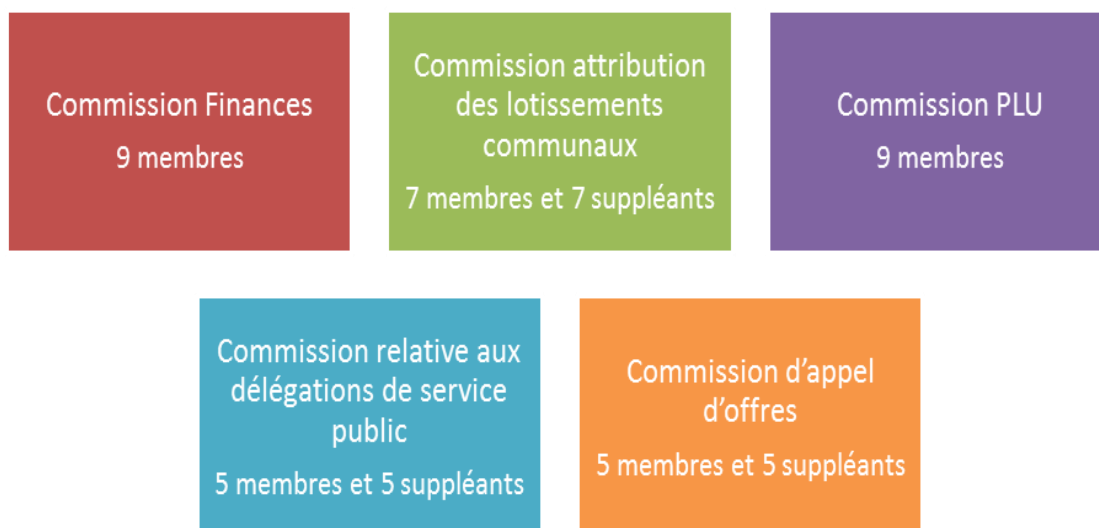 Commission Finances
9 membres
Commission attribution
des lotissements
communaux
7 membres et 7 suppléants
Commission PLU
9 membres
Commission relative aux
délégations de service
public
5 membres et 5 suppléants
Commission d’appel
d’offres
5 membres et 5 suppléants